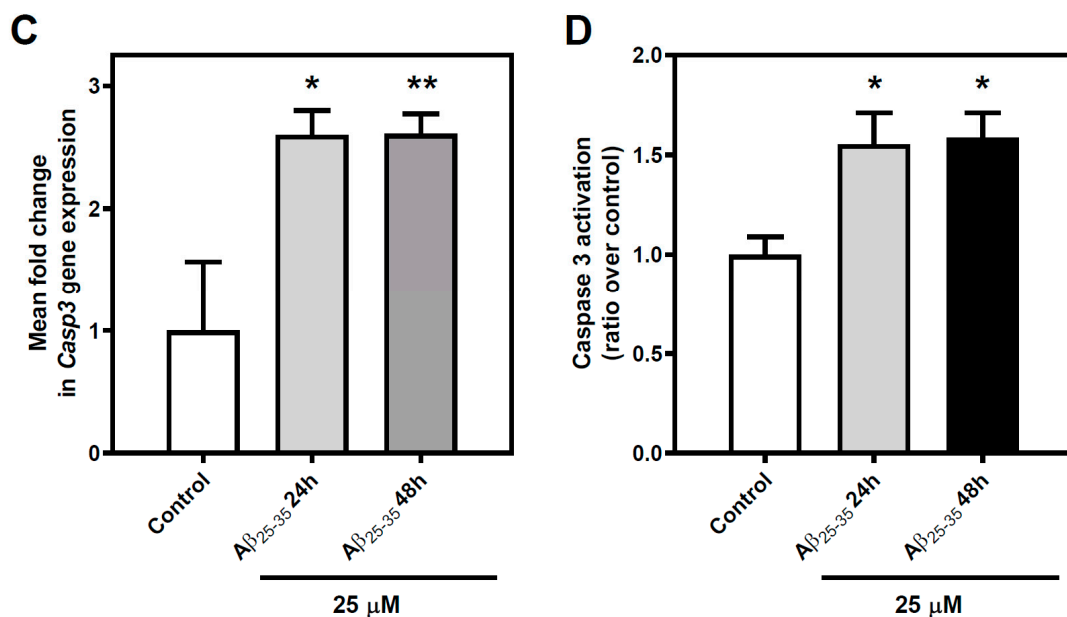 C
Mean fold change
in Casp3 gene expression
3
2
1
0
*
**
Control
Aβ25-35 24h
Aβ25-35 48h
25 μM
D
Caspase 3 activation
(ratio over control)
2.0
1.5
1.0
0.5
0.0
*
*
Control
Aβ25-35 24h
Aβ25-35 48h
25 μM